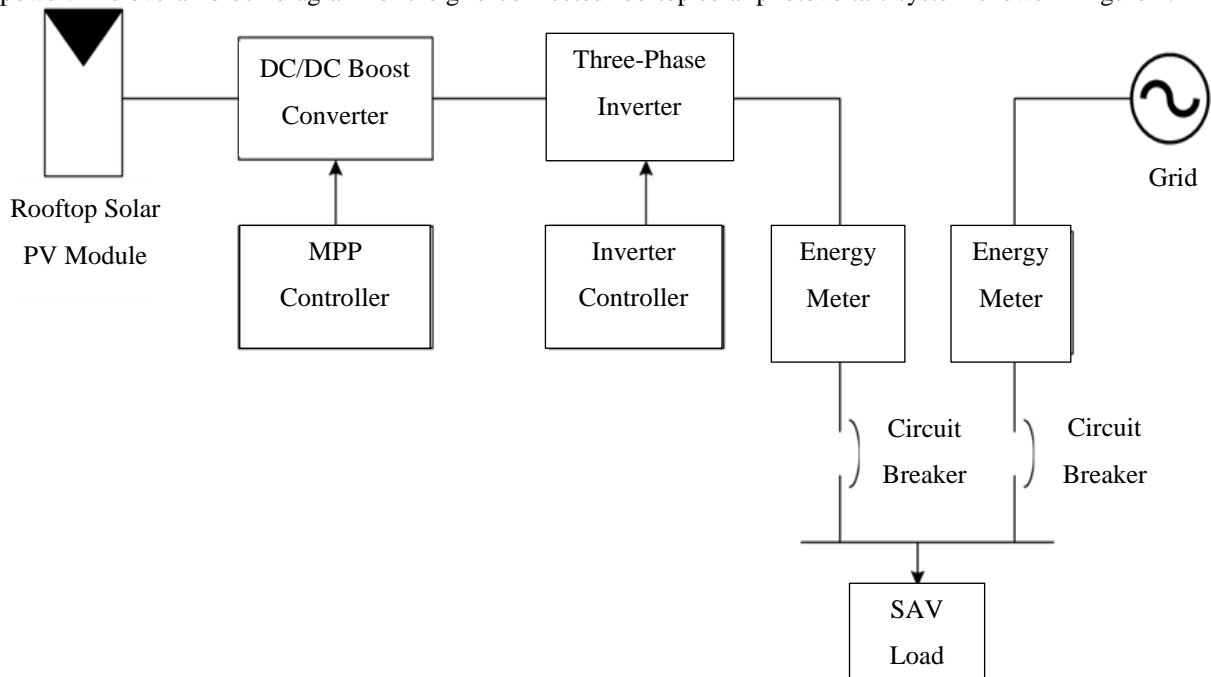 DC/DC Boost
Converter
Three-Phase
Inverter
Grid
Rooftop Solar
PV Module
MPP
Controller
Inverter
Controller
Energy
Meter
Energy
Meter
Circuit
Breaker
Circuit
Breaker
SAV
Load